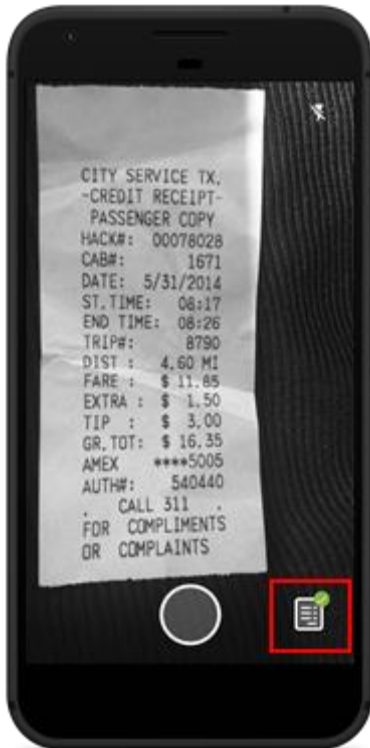 CITY SERVICE TX.
-CREDIT RECEIPT-
PASSENGER COPY
HACK#: 00078028
CAB#: 1671
DATE: 5/31/2014
ST.TIME: 08:17
END TIME: 08:26
TRIP#: 8790
DIST : 4.60 MI
FARE : $ 11.85
EXTRA : $ 1.50
TIP : $ 3.00
GR.TOT: $ 16.35
AMEX ****5005
AUTH#: 540440
. CALL 311 .
FOR COMPLIMENTS
OR COMPLAINTS